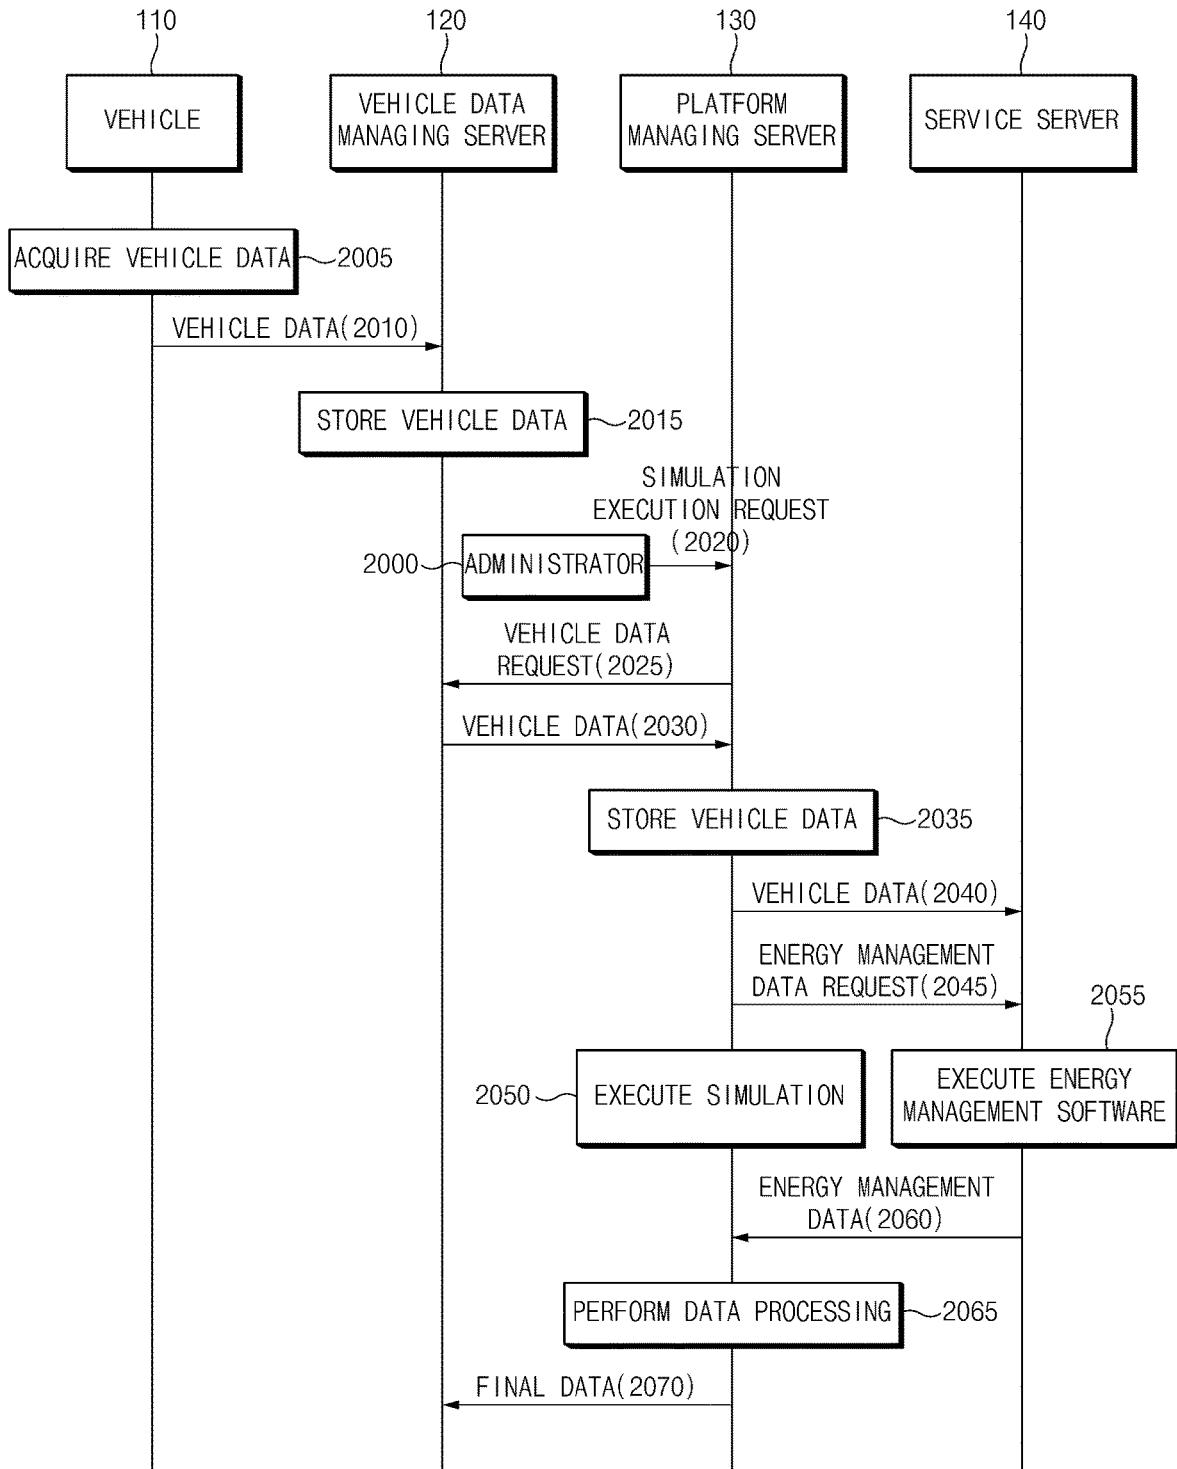 110
120
130
140
VEHICLE
VEHICLE DATA
MANAGING SERVER
PLATFORM
MANAGING SERVER
SERVICE SERVER
ACQUIRE VEHICLE DATA
2005
VEHICLE DATA(2010)
STORE VEHICLE DATA
2015
SIMULATION
EXECUTION REQUEST
(2020)
2000
ADMINISTRATOR
VEHICLE DATA
REQUEST(2025)
VEHICLE DATA(2030)
STORE VEHICLE DATA
2035
VEHICLE DATA(2040)
ENERGY MANAGEMENT
DATA REQUEST(2045)
2055
2050
EXECUTE SIMULATION
EXECUTE ENERGY
MANAGEMENT SOFTWARE
ENERGY MANAGEMENT
DATA(2060)
PERFORM DATA PROCESSING
2065
FINAL DATA(2070)